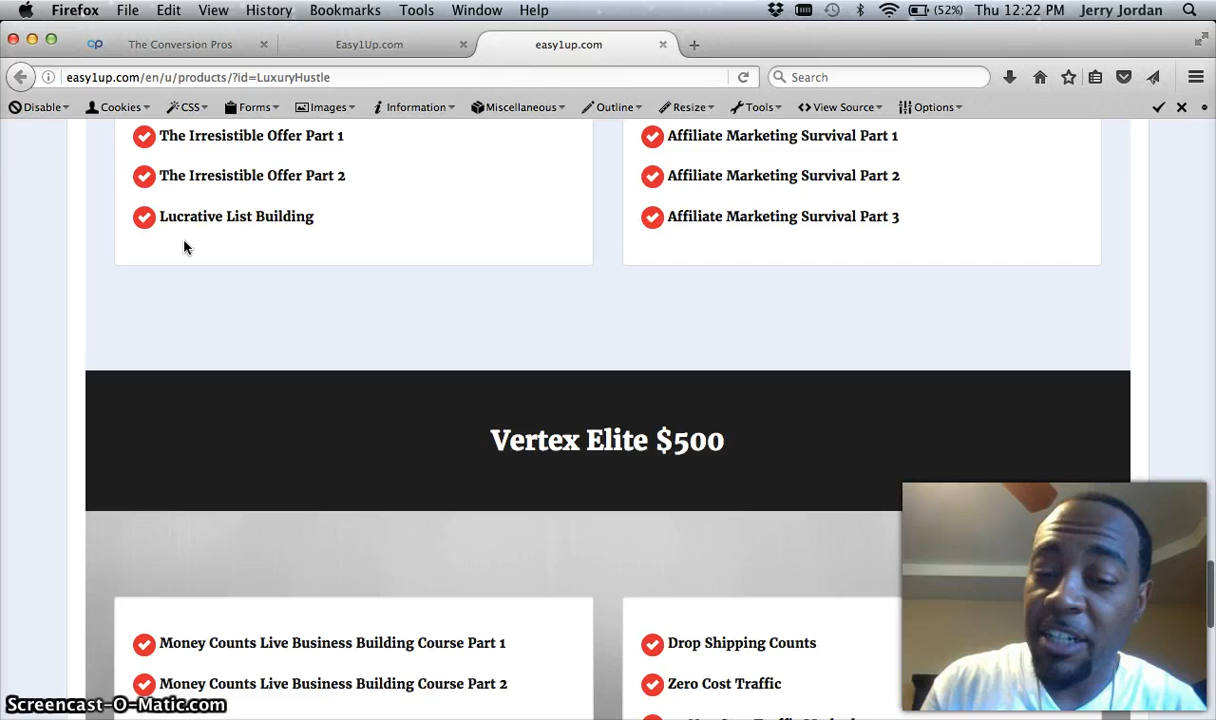 Firefox File Edit View History Bookmarks Tools Window Help (52%) Thu 12:22 PM Jerry Jordan
The Conversion Pros Easy1Up.com easy1up.com
easy1up.com/en/u/products/?id=LuxuryHustle Search
Disable Cookies CSS Forms Images Information Miscellaneous Outline Resize Tools View Source Options
The Irresistible Offer Part 1
The Irresistible Offer Part 2
Lucrative List Building
Affiliate Marketing Survival Part 1
Affiliate Marketing Survival Part 2
Affiliate Marketing Survival Part 3
Vertex Elite $500
Money Counts Live Business Building Course Part 1
Money Counts Live Business Building Course Part 2
Drop Shipping Counts
Zero Cost Traffic
Screencast-O-Matic.com